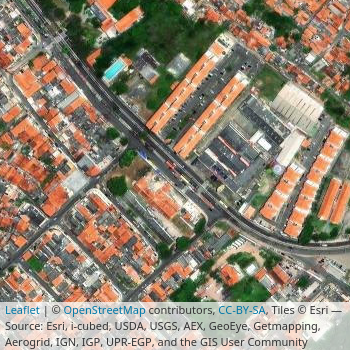 Leaflet | © OpenStreetMap contributors, CC-BY-SA, Tiles © Esri —
Source: Esri, i-cubed, USDA, USGS, AEX, GeoEye, Getmapping,
Aerogrid, IGN, IGP, UPR-EGP, and the GIS User Community